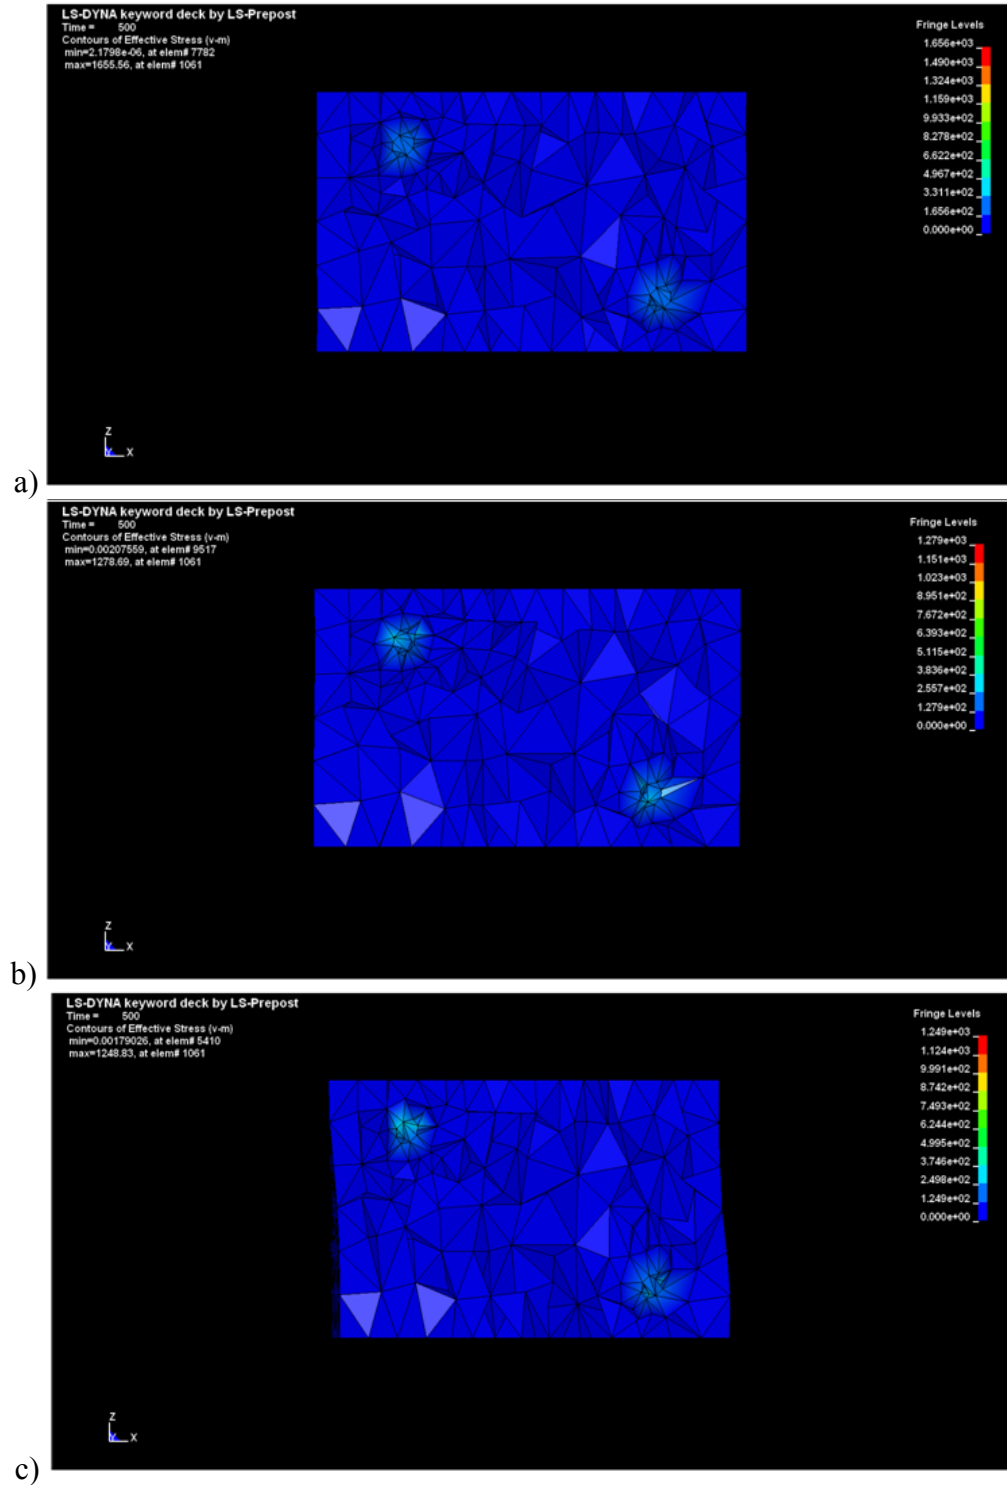 LS-DYNA keyword deck by LS-Prepost
Time = 500
Contours of Effective Stress (v-m)
min=2.1798e-06, at elem# 7782
max=1655.56, at elem# 1061
Fringe Levels
1.656e+03
1.490e+03
1.324e+03
1.159e+03
9.933e+02
8.278e+02
6.622e+02
4.967e+02
3.311e+02
1.656e+02
0.000e+00
Z
Y X
a)
LS-DYNA keyword deck by LS-Prepost
Time = 500
Contours of Effective Stress (v-m)
min=0.00207559, at elem# 9517
max=1278.69, at elem# 1061
Fringe Levels
1.279e+03
1.151e+03
1.023e+03
8.951e+02
7.672e+02
6.393e+02
5.115e+02
3.836e+02
2.557e+02
1.279e+02
0.000e+00
Z
Y X
b)
LS-DYNA keyword deck by LS-Prepost
Time = 500
Contours of Effective Stress (v-m)
min=0.00179026, at elem# 5410
max=1248.83, at elem# 1061
Fringe Levels
1.249e+03
1.124e+03
9.991e+02
8.742e+02
7.493e+02
6.244e+02
4.995e+02
3.746e+02
2.498e+02
1.249e+02
0.000e+00
Z
Y X
c)